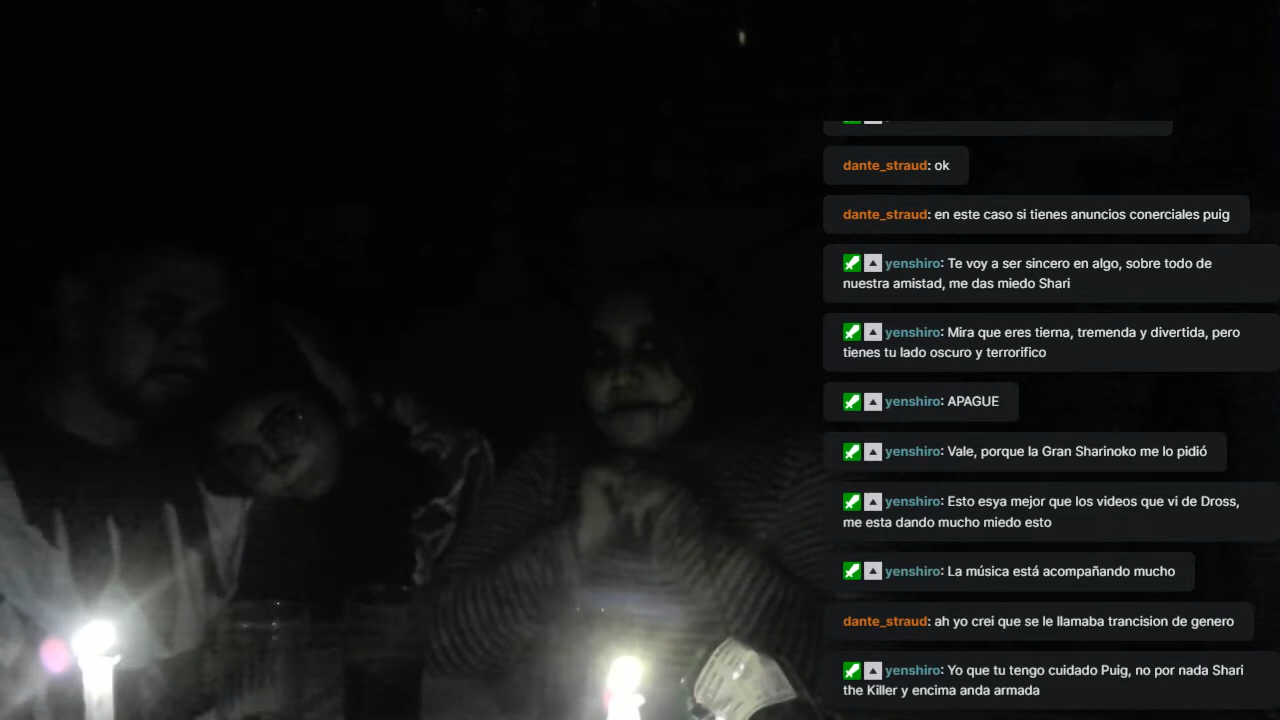 dante_straud: ok
dante_straud: en este caso si tienes anuncios conerciales puig
yenshiro: Te voy a ser sincero en algo, sobre todo de
nuestra amistad, me das miedo Shari
yenshiro: Mira que eres tierna, tremenda y divertida, pero
tienes tu lado oscuro y terrorifico
yenshiro: APAGUE
yenshiro: Vale, porque la Gran Sharinoko me lo pidió
yenshiro: Esto esya mejor que los videos que vi de Dross,
me esta dando mucho miedo esto
yenshiro: La música está acompañando mucho
dante_straud: ah yo crei que se le llamaba trancision de genero
yenshiro: Yo que tu tengo cuidado Puig, no por nada Shari
the Killer y encima anda armada